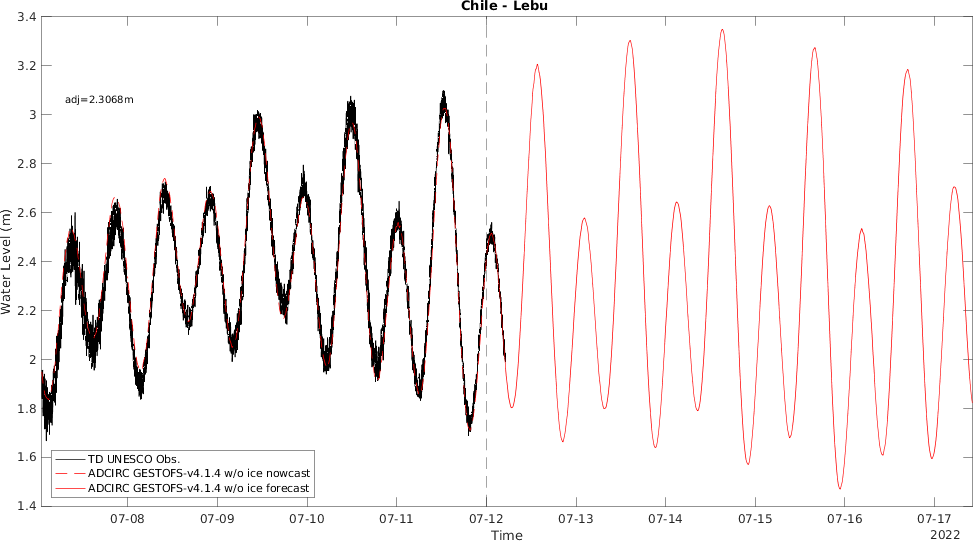 Chile - Lebu
3.4
3.2
3
2.8
2.6
2.4
2.2
2
1.8
1.6
1.4
Water Level (m)
adj=2.3068m
TD UNESCO Obs.
ADCIRC GESTOFS-v4.1.4 w/o ice nowcast
ADCIRC GESTOFS-v4.1.4 w/o ice forecast
07-08 07-09 07-10 07-11 07-12 07-13 07-14 07-15 07-16 07-17
Time
2022